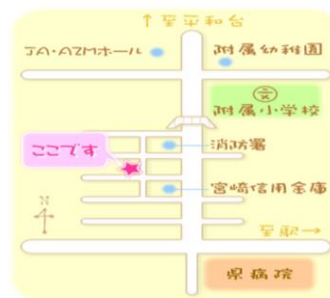 ↑至平和台
JA・AZMホール
附属幼稚園
文
附属小学校
ここです
消防署
宮崎信用金庫
N
至駅→
県病院